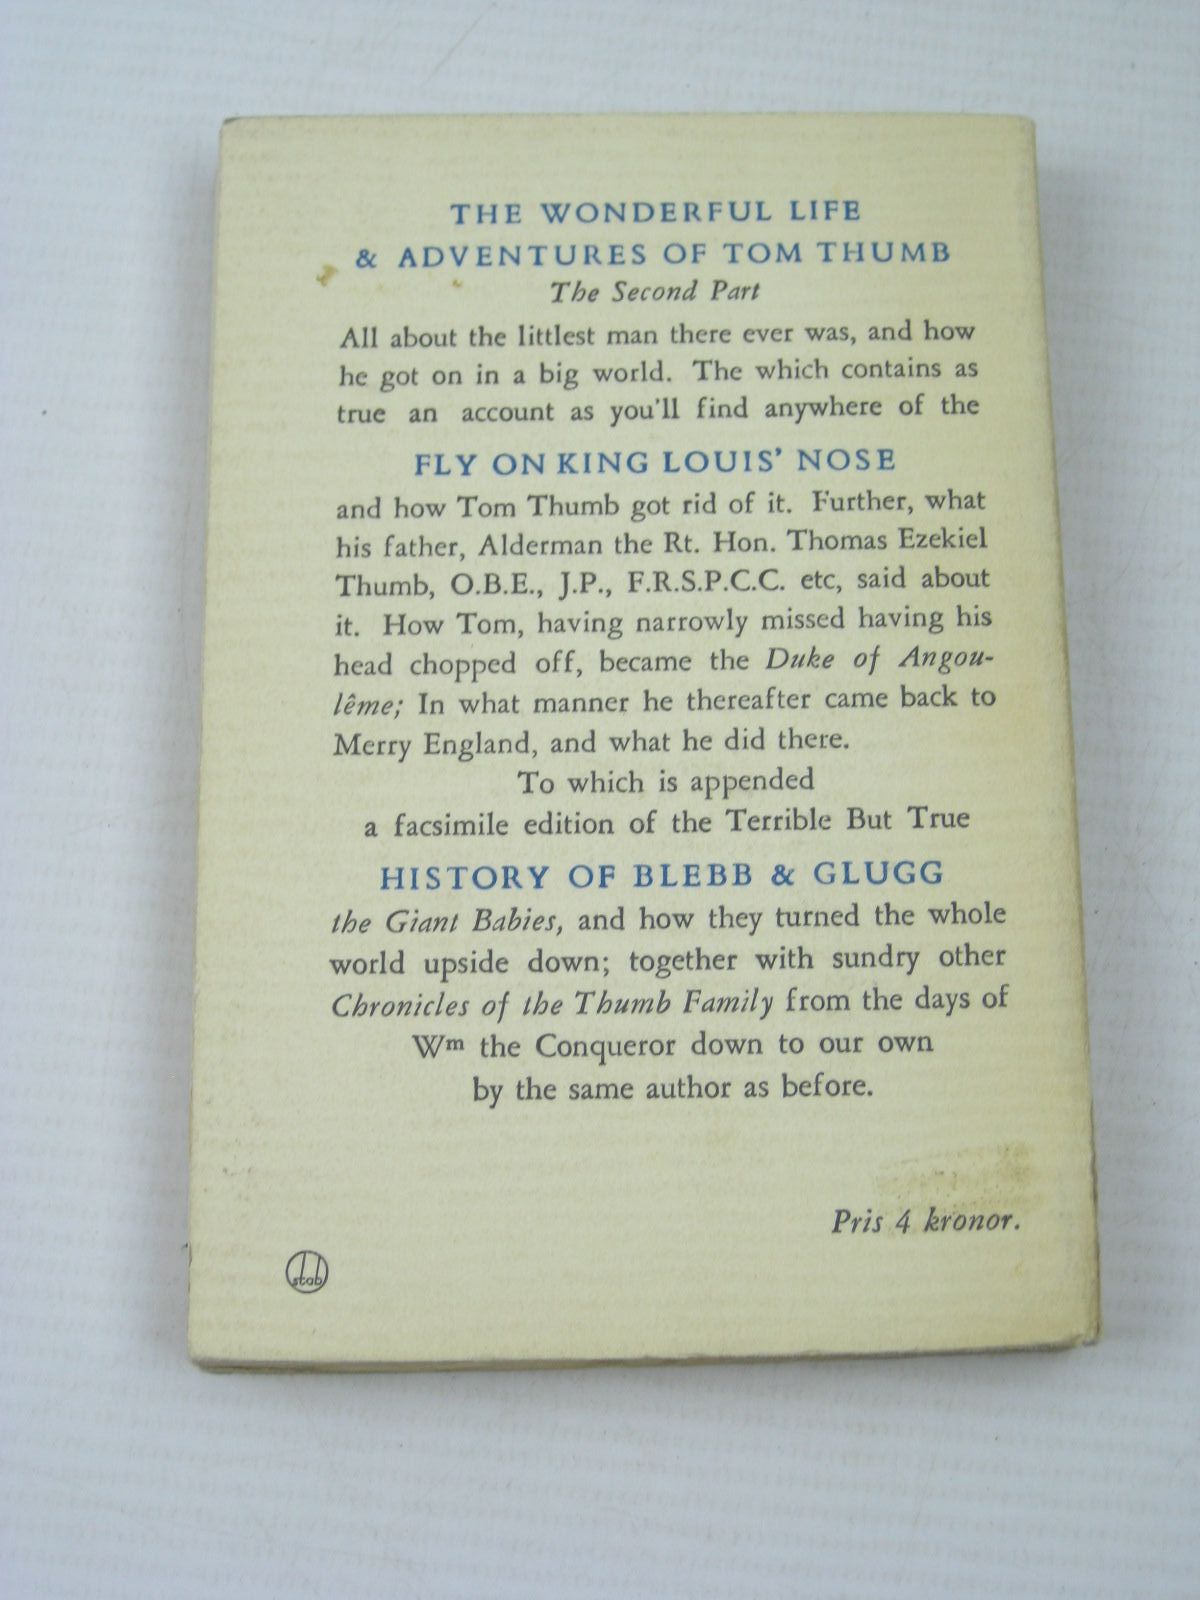 THE WONDERFUL LIFE
& ADVENTURES OF TOM THUMB
The Second Part
All about the littlest man there ever was, and how
he got on in a big world. The which contains as
true an account as you'll find anywhere of the
FLY ON KING LOUIS' NOSE
and how Tom Thumb got rid of it. Further, what
his father, Alderman the Rt. Hon. Thomas Ezekiel
Thumb, O.B.E., J.P., F.R.S.P.C.C. etc, said about
it. How Tom, having narrowly missed having his
head chopped off, became the Duke of Angou-
lême; In what manner he thereafter came back to
Merry England, and what he did there.
To which is appended
a facsimile edition of the Terrible But True
HISTORY OF BLEBB & GLUGG
the Giant Babies, and how they turned the whole
world upside down; together with sundry other
Chronicles of the Thumb Family from the days of
Wm the Conqueror down to our own
by the same author as before.
Pris 4 kronor.
stab